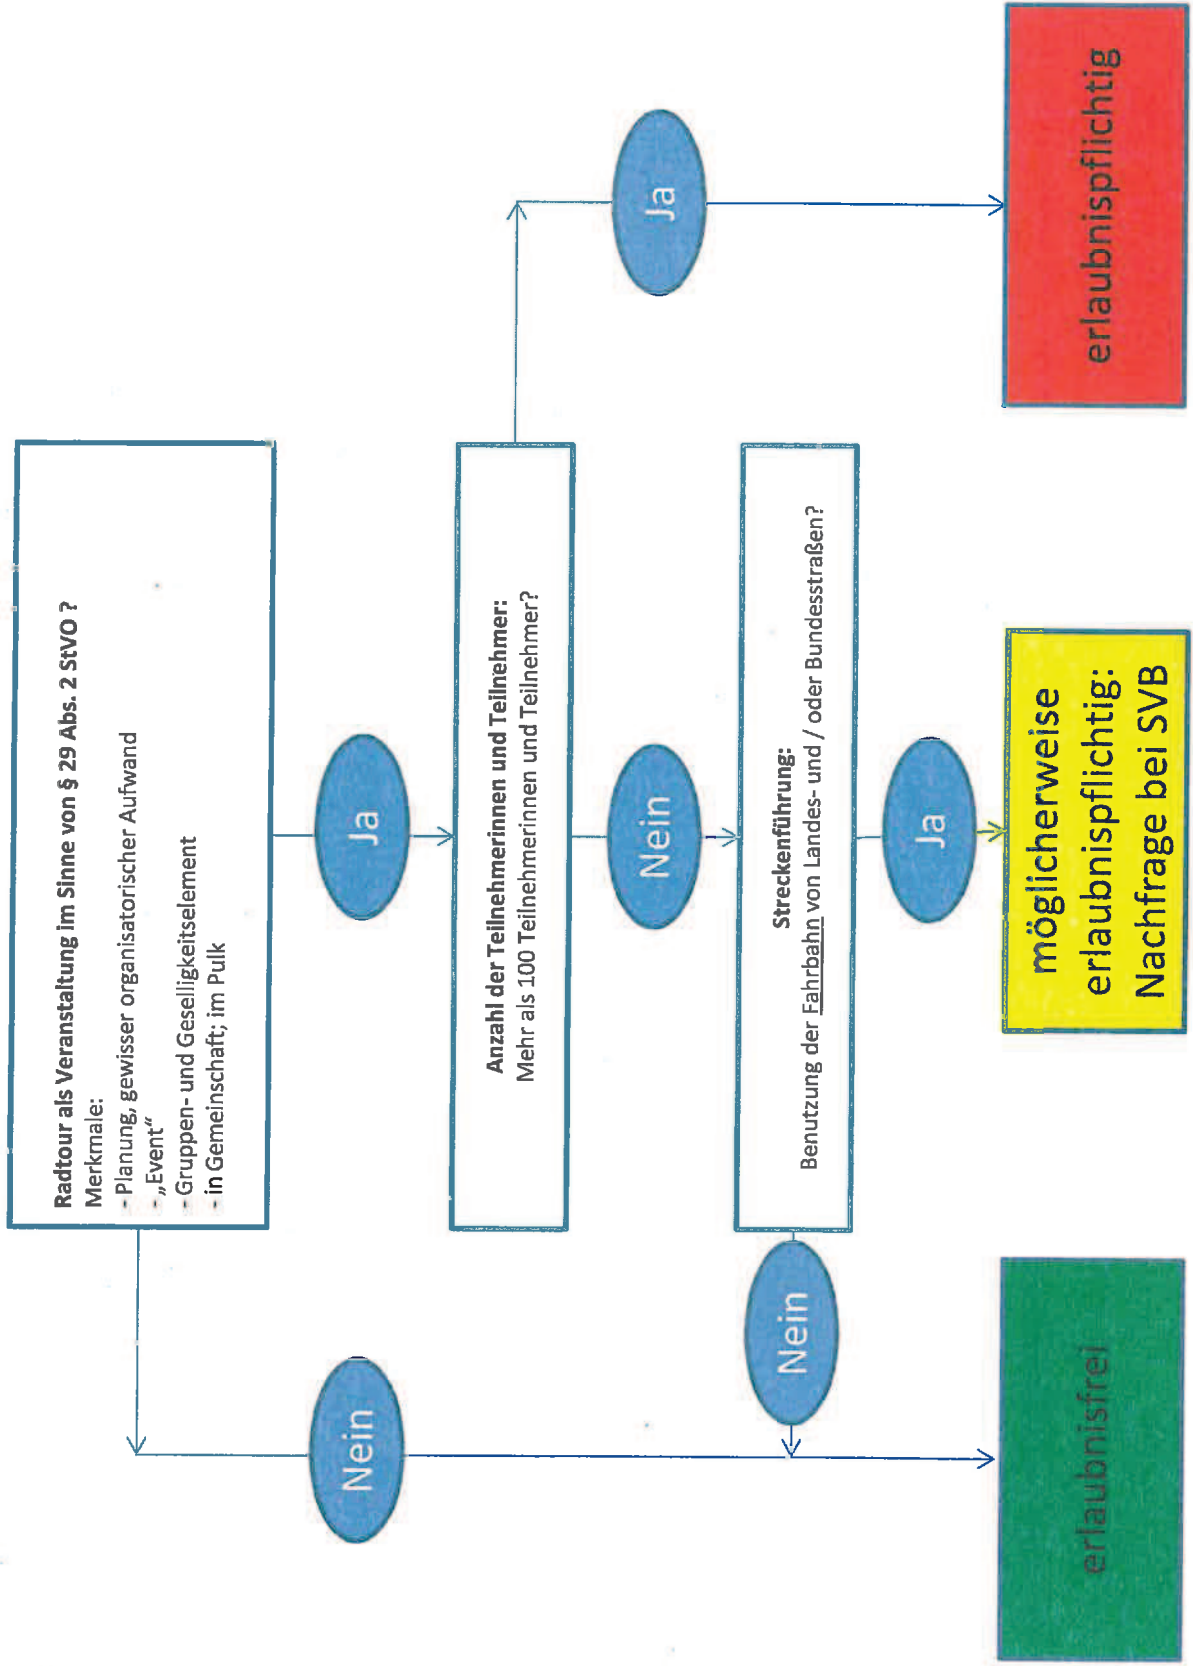 Radtour als Veranstaltung im Sinne von § 29 Abs. 2 StVO ?
Merkmale:
- Planung, gewisser organisatorischer Aufwand
- „Event“
- Gruppen- und Geselligkeitselement
- in Gemeinschaft; im Pulk
Nein
Ja
Anzahl der Teilnehmerinnen und Teilnehmer:
Mehr als 100 Teilnehmerinnen und Teilnehmer?
Nein
Ja
Streckenführung:
Benutzung der Fahrbahn von Landes- und / oder Bundesstraßen?
Nein
Ja
erlaubnisfrei
möglicherweise
erlaubnispflichtig:
Nachfrage bei SVB
erlaubnispflichtig